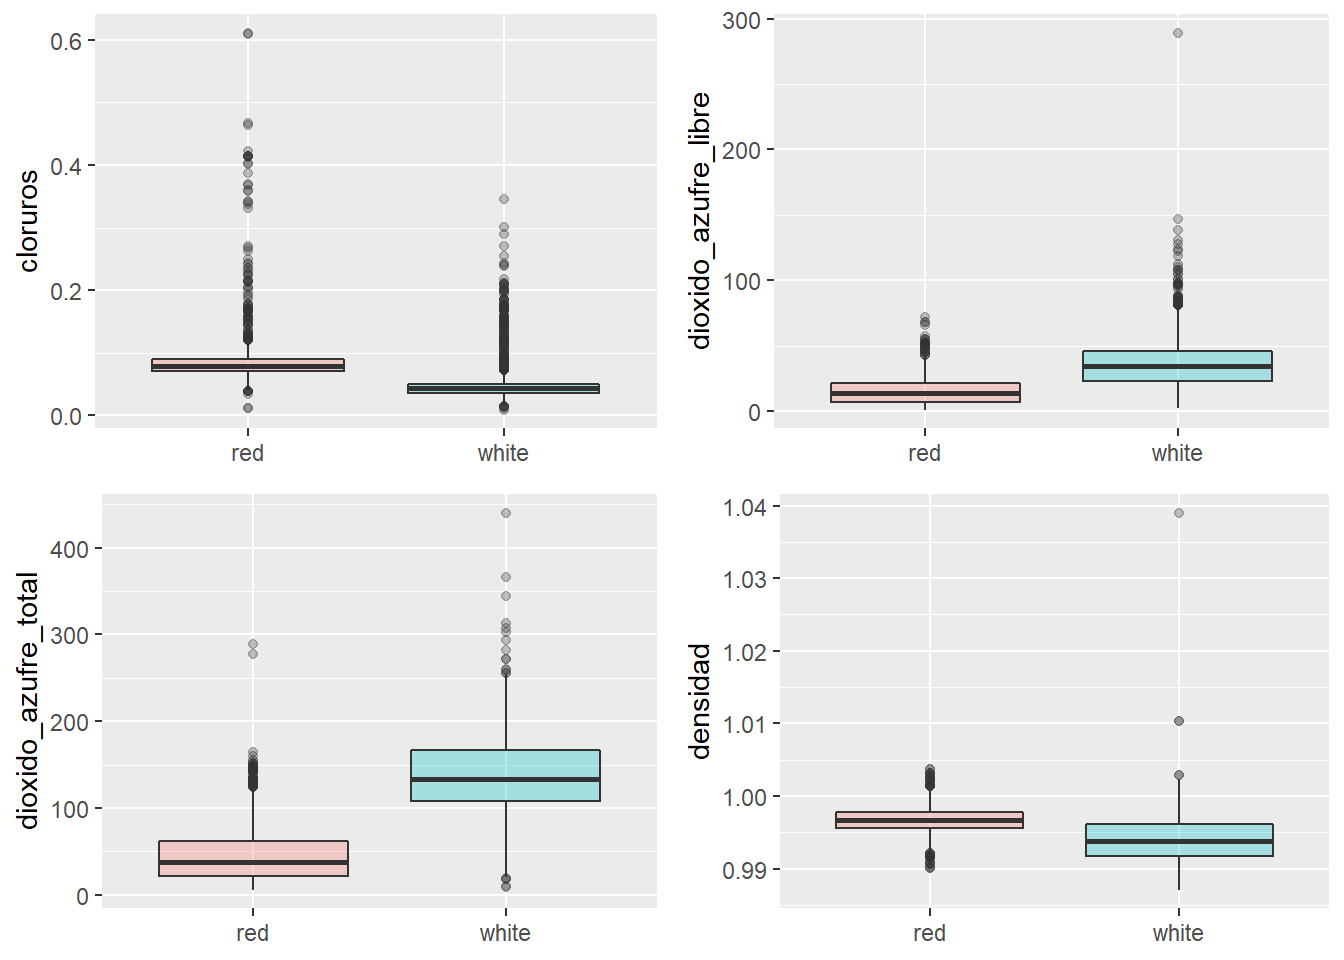 cloruros
0.6
0.4
0.2
0.0
red white
dioxido_azufre_libre
300
200
100
0
red white
dioxido_azufre_total
400
300
200
100
0
red white
densidad
1.04
1.03
1.02
1.01
1.00
0.99
red white